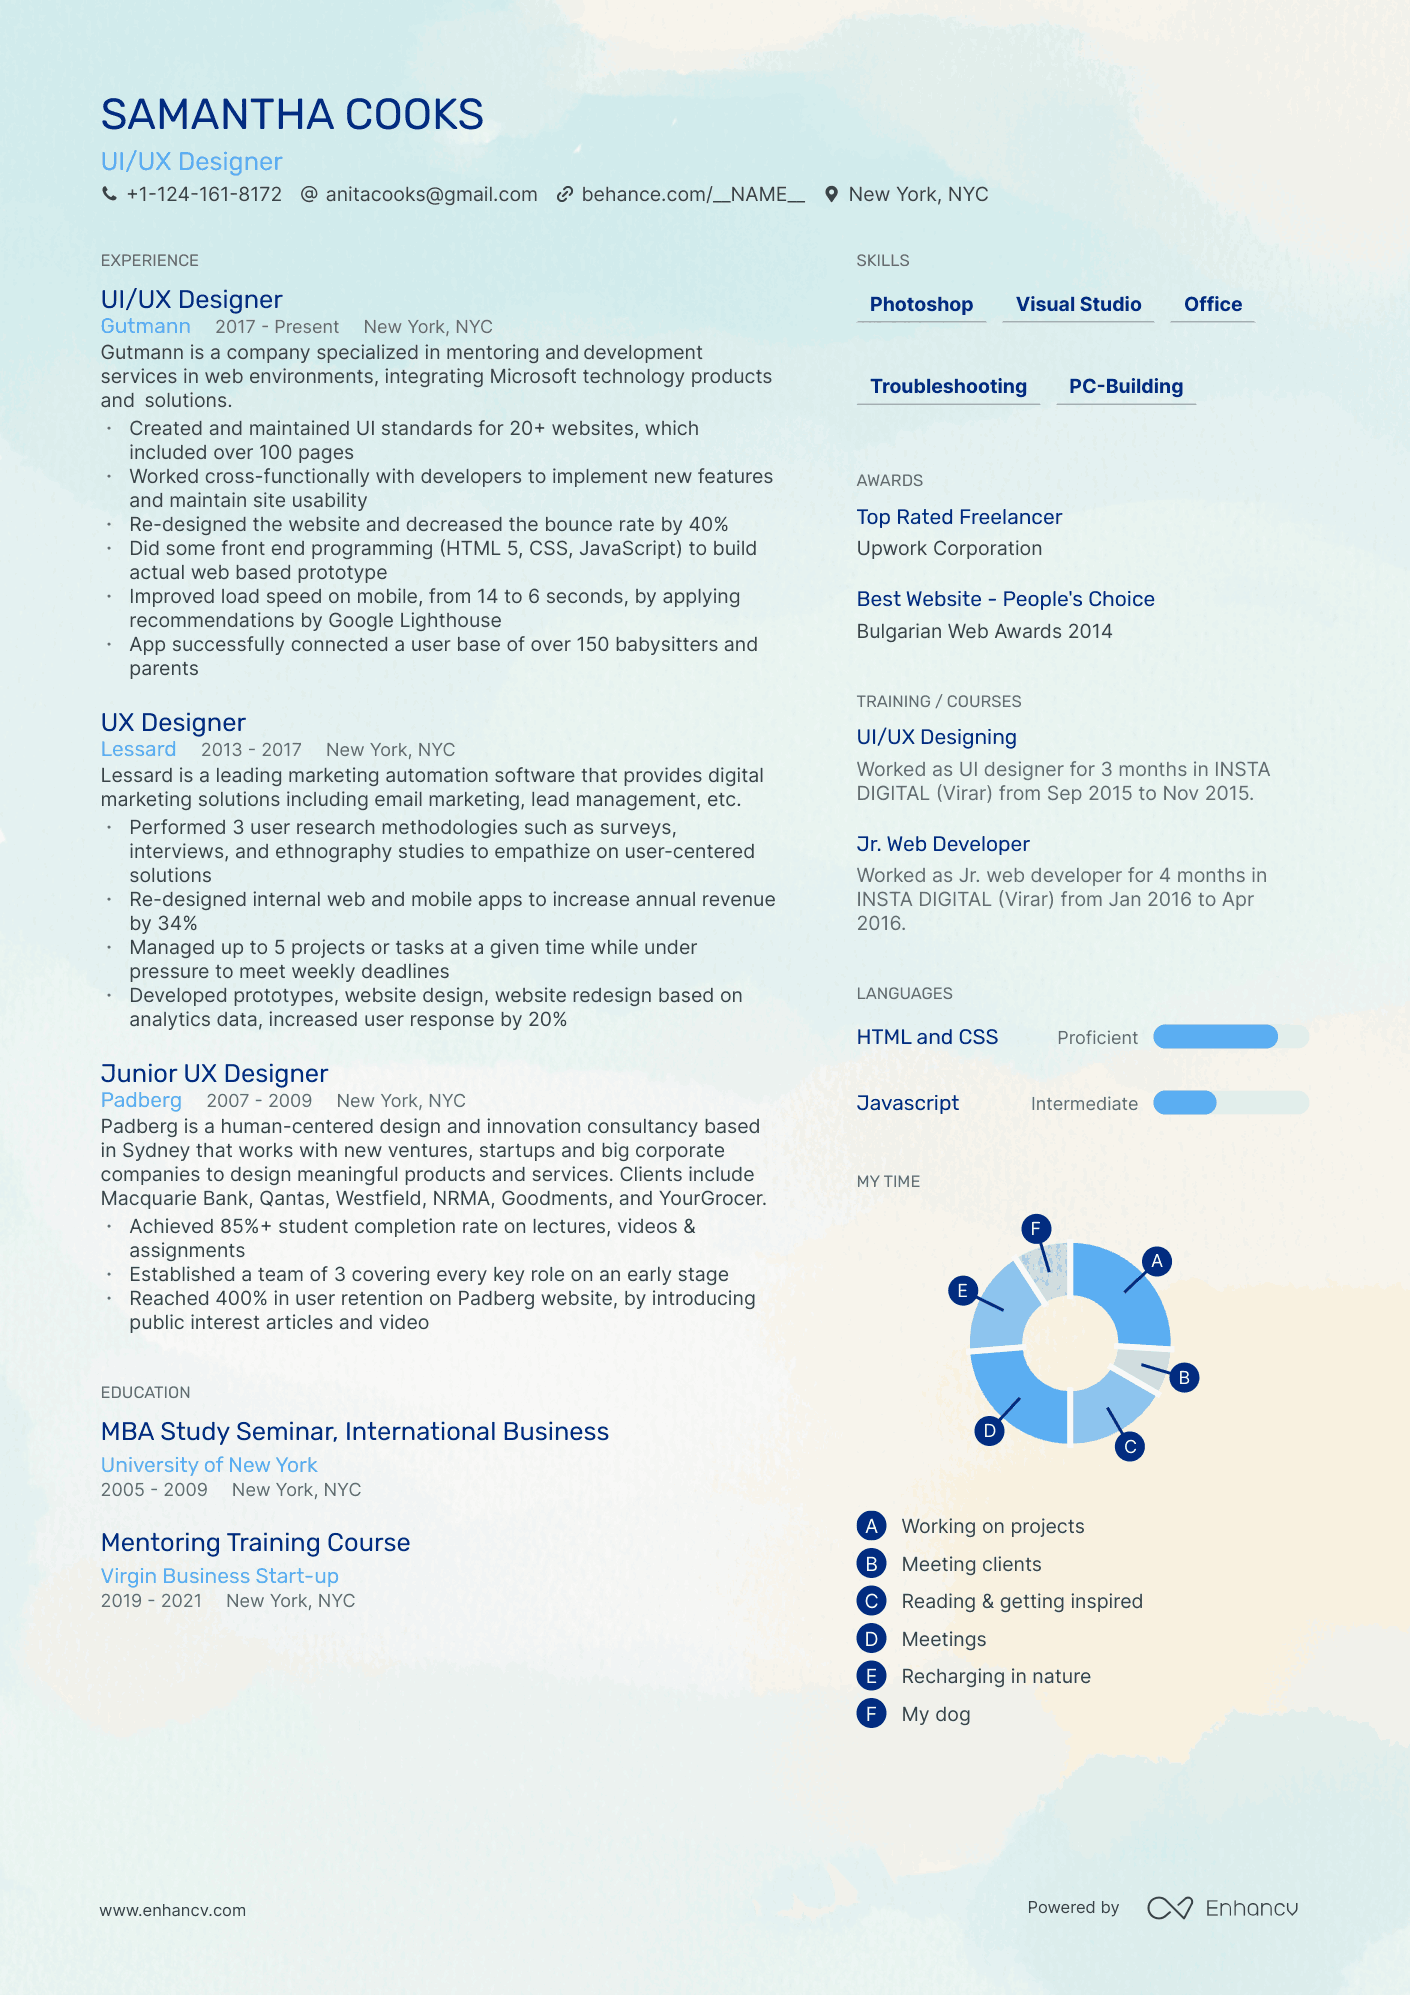 SAMANTHA COOKS
UI/UX Designer
+1-124-161-8172 @ anitacooks@gmail.com behance.com/__NAME__ New York, NYC
EXPERIENCE
UI/UX Designer
Gutmann 2017 - Present New York, NYC
Gutmann is a company specialized in mentoring and development
services in web environments, integrating Microsoft technology products
and solutions.
· Created and maintained UI standards for 20+ websites, which
included over 100 pages
· Worked cross-functionally with developers to implement new features
and maintain site usability
· Re-designed the website and decreased the bounce rate by 40%
· Did some front end programming (HTML 5, CSS, JavaScript) to build
actual web based prototype
· Improved load speed on mobile, from 14 to 6 seconds, by applying
recommendations by Google Lighthouse
· App successfully connected a user base of over 150 babysitters and
parents
UX Designer
Lessard 2013 - 2017 New York, NYC
Lessard is a leading marketing automation software that provides digital
marketing solutions including email marketing, lead management, etc.
· Performed 3 user research methodologies such as surveys,
interviews, and ethnography studies to empathize on user-centered
solutions
· Re-designed internal web and mobile apps to increase annual revenue
by 34%
· Managed up to 5 projects or tasks at a given time while under
pressure to meet weekly deadlines
· Developed prototypes, website design, website redesign based on
analytics data, increased user response by 20%
Junior UX Designer
Padberg 2007 - 2009 New York, NYC
Padberg is a human-centered design and innovation consultancy based
in Sydney that works with new ventures, startups and big corporate
companies to design meaningful products and services. Clients include
Macquarie Bank, Qantas, Westfield, NRMA, Goodments, and YourGrocer.
· Achieved 85%+ student completion rate on lectures, videos &
assignments
· Established a team of 3 covering every key role on an early stage
· Reached 400% in user retention on Padberg website, by introducing
public interest articles and video
EDUCATION
MBA Study Seminar, International Business
University of New York
2005 - 2009 New York, NYC
Mentoring Training Course
Virgin Business Start-up
2019 - 2021 New York, NYC
SKILLS
Photoshop Visual Studio Office
Troubleshooting PC-Building
AWARDS
Top Rated Freelancer
Upwork Corporation
Best Website - People's Choice
Bulgarian Web Awards 2014
TRAINING / COURSES
UI/UX Designing
Worked as UI designer for 3 months in INSTA
DIGITAL (Virar) from Sep 2015 to Nov 2015.
Jr. Web Developer
Worked as Jr. web developer for 4 months in
INSTA DIGITAL (Virar) from Jan 2016 to Apr
2016.
LANGUAGES
HTML and CSS Proficient
Javascript Intermediate
MY TIME
F
A
E
B
D
C
A Working on projects
B Meeting clients
C Reading & getting inspired
D Meetings
E Recharging in nature
F My dog
www.enhancv.com
Powered by Enhancv